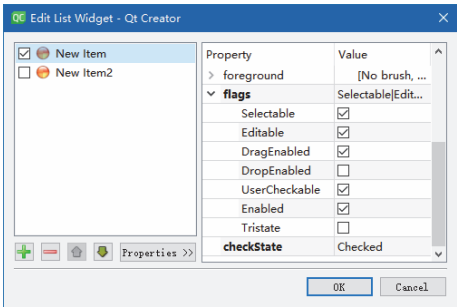 QC Edit List Widget - Qt Creator
New Item
New Item2
Property Value
foreground [No brush, ...
flags Selectable|Edit...
Selectable
Editable
DragEnabled
DropEnabled
UserCheckable
Enabled
Tristate
checkState Checked
Properties >>
OK Cancel